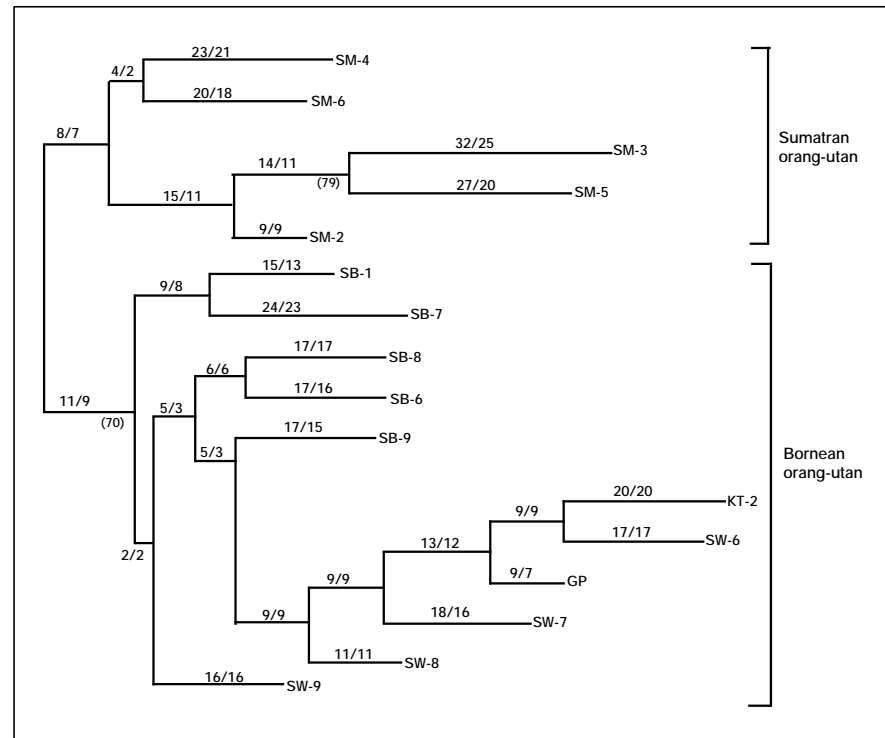 23/21
SM-4
4/2
20/18
SM-6
8/7
32/25
SM-3
14/11
(79)
27/20
SM-5
15/11
9/9
SM-2
Sumatran
orang-utan
15/13
SB-1
9/8
24/23
SB-7
17/17
SB-8
6/6
17/16
SB-6
11/9
(70)
5/3
17/15
SB-9
5/3
Bornean
orang-utan
20/20
KT-2
9/9
17/17
SW-6
13/12
9/7
GP
2/2
9/9
18/16
SW-7
9/9
11/11
SW-8
16/16
SW-9